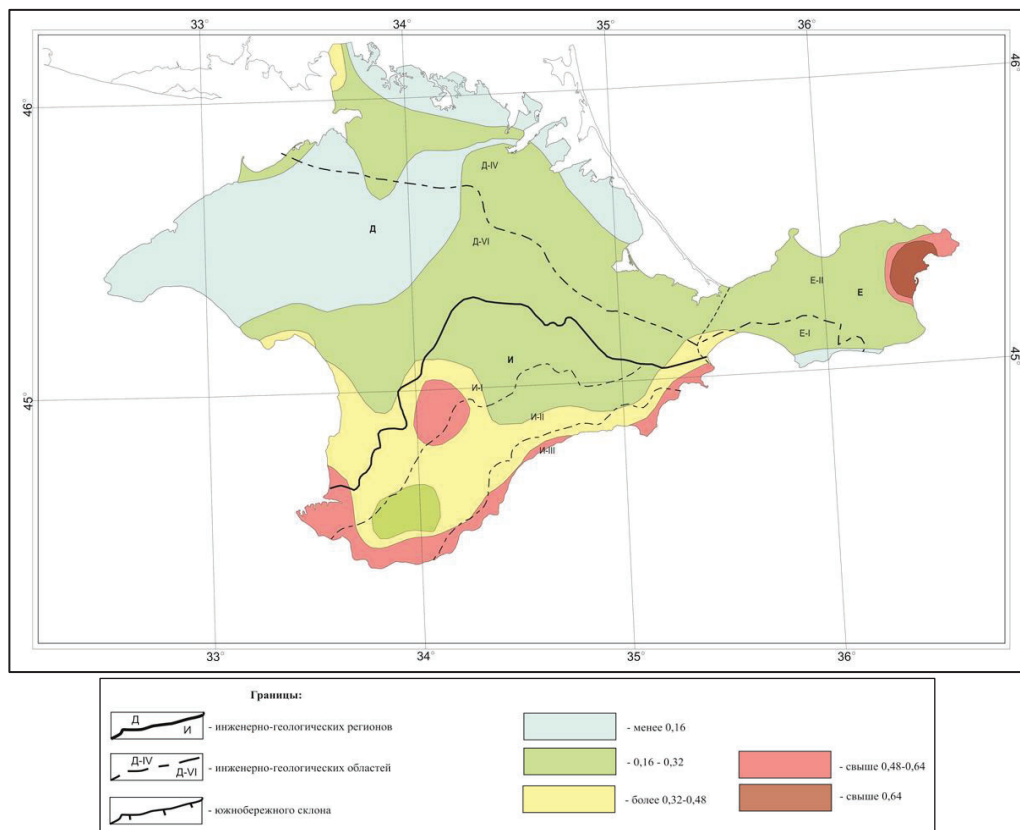 33° 34° 35° 36°
46° 46°
Д-IV
Д
Д-VI
Е-II
Е
Е-I
И
И-I
И-II
И-III
45° 45°
33° 34° 35° 36°
Границы:
Д
И
- инженерно-геологических регионов
Д-IV
Д-VI
- инженерно-геологических областей
- южнобережного склона
- менее 0,16
- 0,16 - 0,32
- более 0,32-0,48
- свыше 0,48-0,64
- свыше 0,64